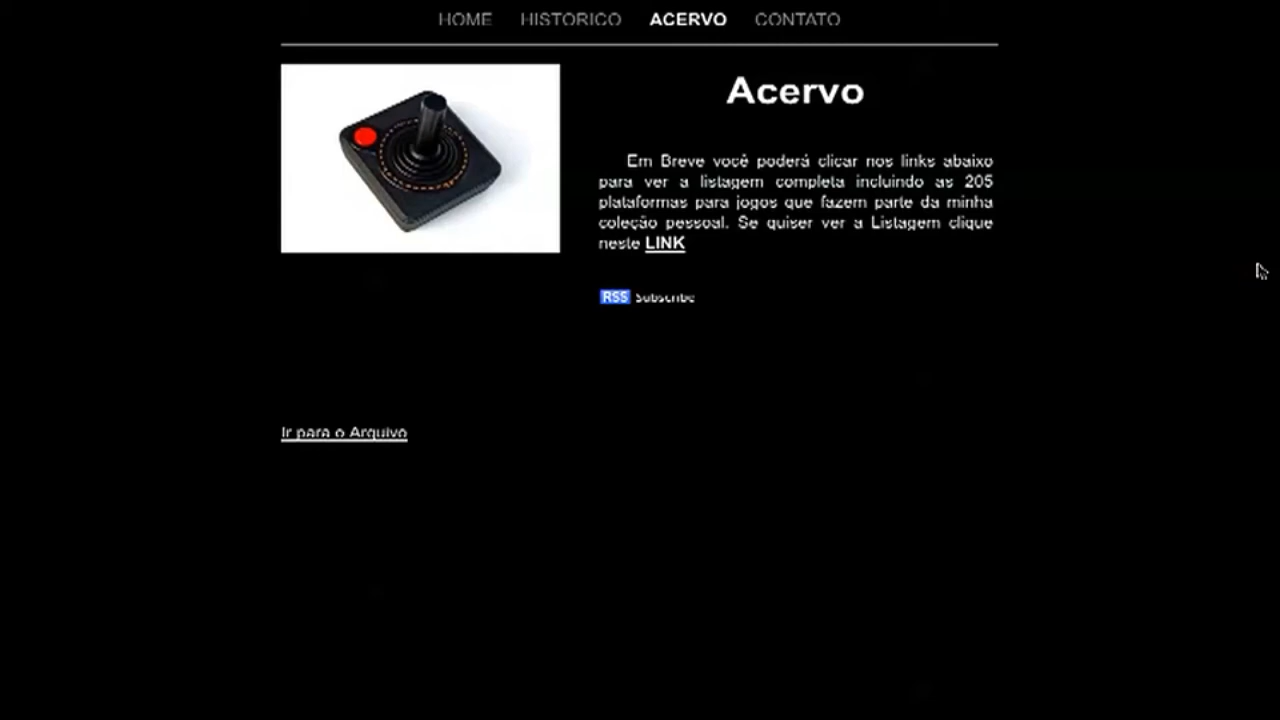 HOME HISTORICO ACERVO CONTATO
Acervo
Em Breve você poderá clicar nos links abaixo
para ver a listagem completa incluindo as 205
plataformas para jogos que fazem parte da minha
coleção pessoal. Se quiser ver a Listagem clique
neste LINK
RSS Subscribe
Ir para o Arquivo